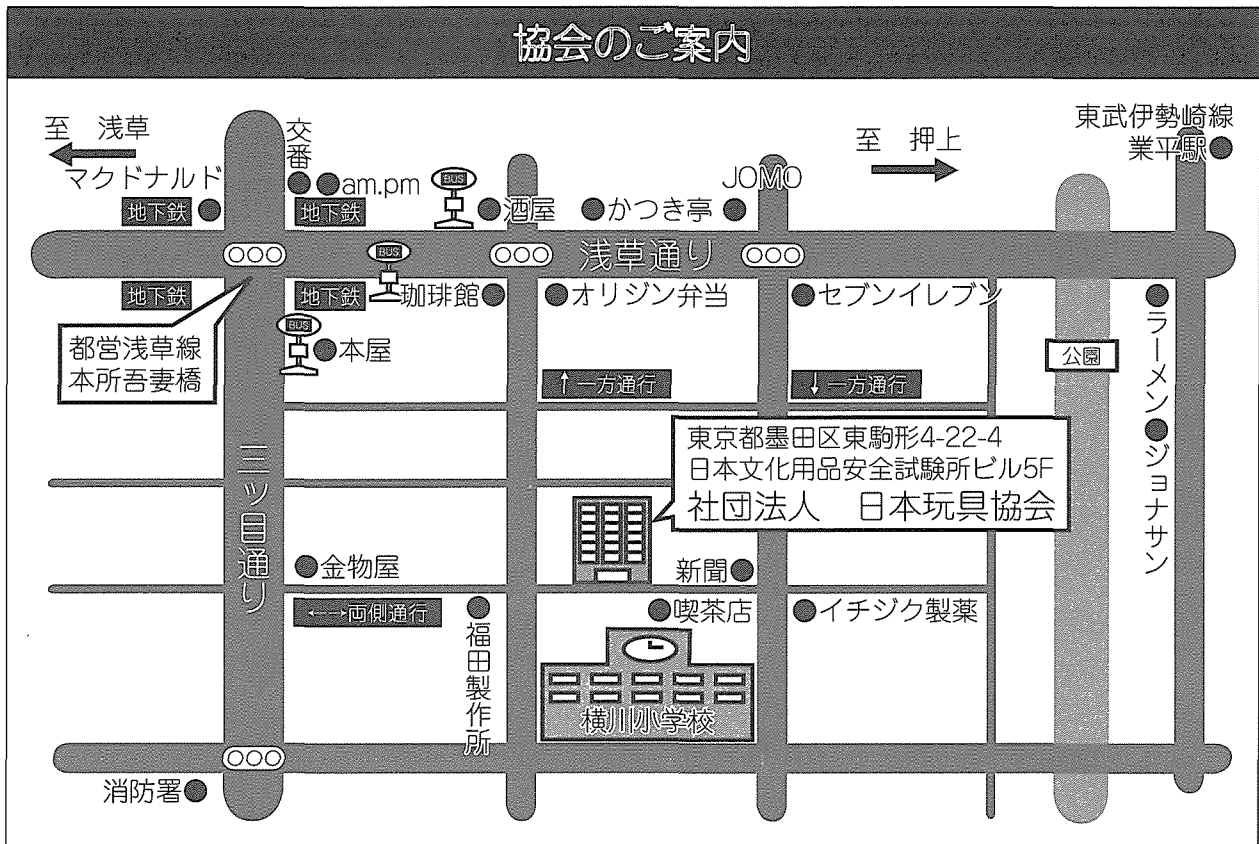 協会のご案内
至 浅草
交番
至 押上
東武伊勢崎線
業平駅
マクドナルド
am.pm
BUS
JOMO
地下鉄
地下鉄
酒屋
かつき亭
浅草通り
BUS
地下鉄
地下鉄
珈琲館
オリジン弁当
セブンイレブン
ラーメン
都営浅草線
本所吾妻橋
BUS
本屋
公園
↑一方通行
↓一方通行
東京都墨田区東駒形4-22-4
日本文化用品安全試験所ビル5F
社団法人 日本玩具協会
ジョナサン
三ッ目通り
金物屋
新聞
←→両側通行
福田製作所
喫茶店
イチジク製薬
横川小学校
消防署